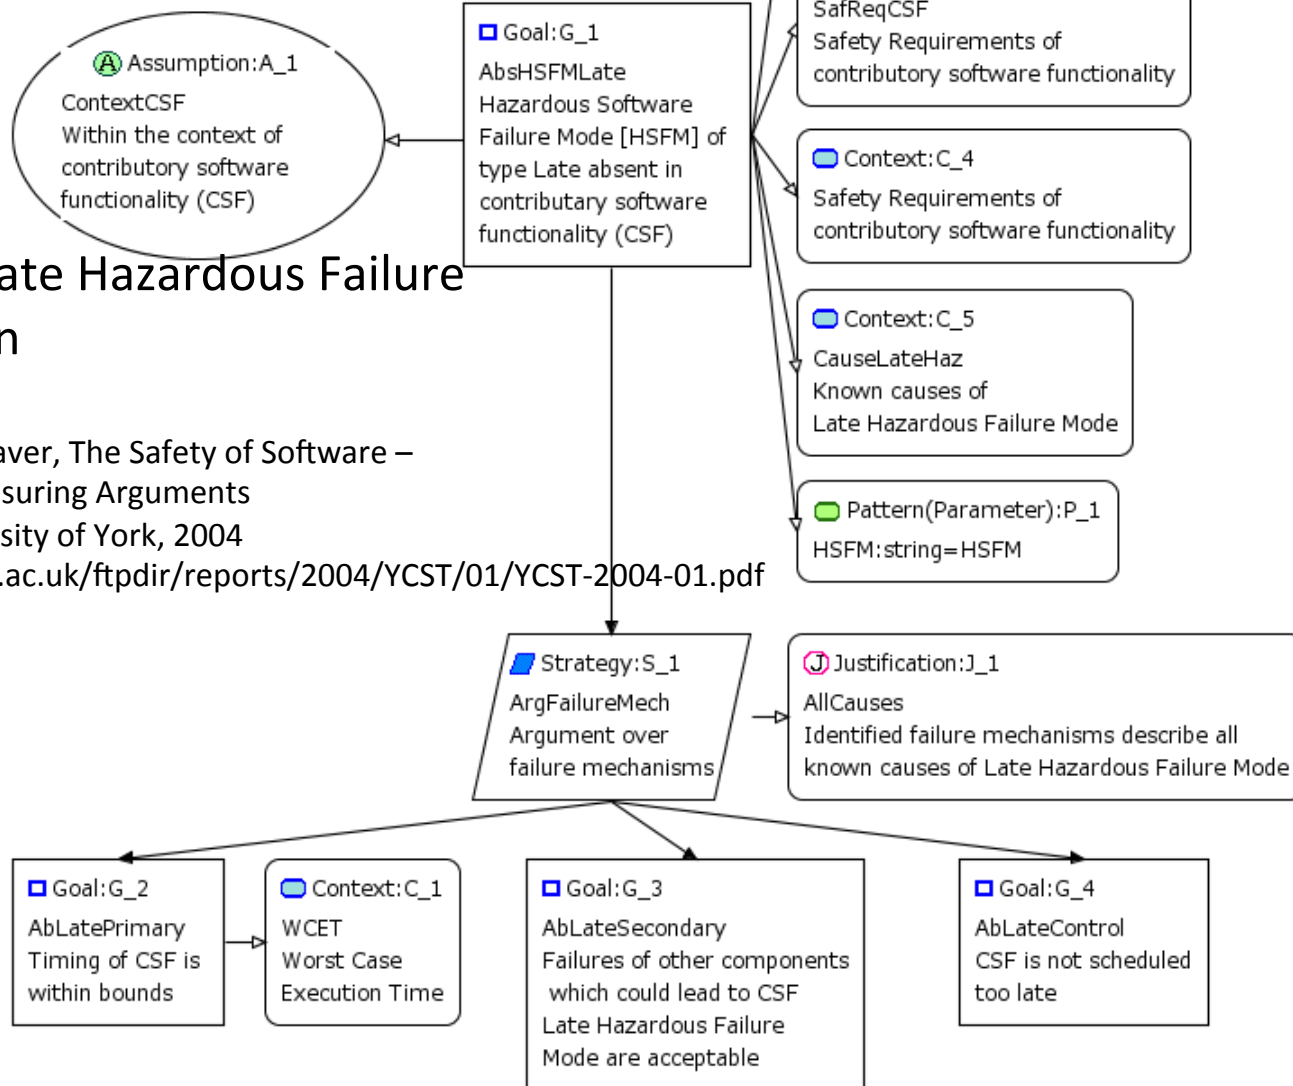 Assumption:A_1
ContextCSF
Within the context of
contributory software
functionality (CSF)
Goal:G_1
AbsHSFMLate
Hazardous Software
Failure Mode [HSFM] of
type Late absent in
contributary software
functionality (CSF)
SafReqCSF
Safety Requirements of
contributory software functionality
Context:C_4
Safety Requirements of
contributory software functionality
Context:C_5
CauseLateHaz
Known causes of
Late Hazardous Failure Mode
Pattern(Parameter):P_1
HSFM:string=HSFM
ate Hazardous Failure
n
aver, The Safety of Software –
suring Arguments
sity of York, 2004
.ac.uk/ftpdir/reports/2004/YCST/01/YCST-2004-01.pdf
Strategy:S_1
ArgFailureMech
Argument over
failure mechanisms
J Justification:J_1
AllCauses
Identified failure mechanisms describe all
known causes of Late Hazardous Failure Mode
Goal:G_2
AbLatePrimary
Timing of CSF is
within bounds
Context:C_1
WCET
Worst Case
Execution Time
Goal:G_3
AbLateSecondary
Failures of other components
which could lead to CSF
Late Hazardous Failure
Mode are acceptable
Goal:G_4
AbLateControl
CSF is not scheduled
too late